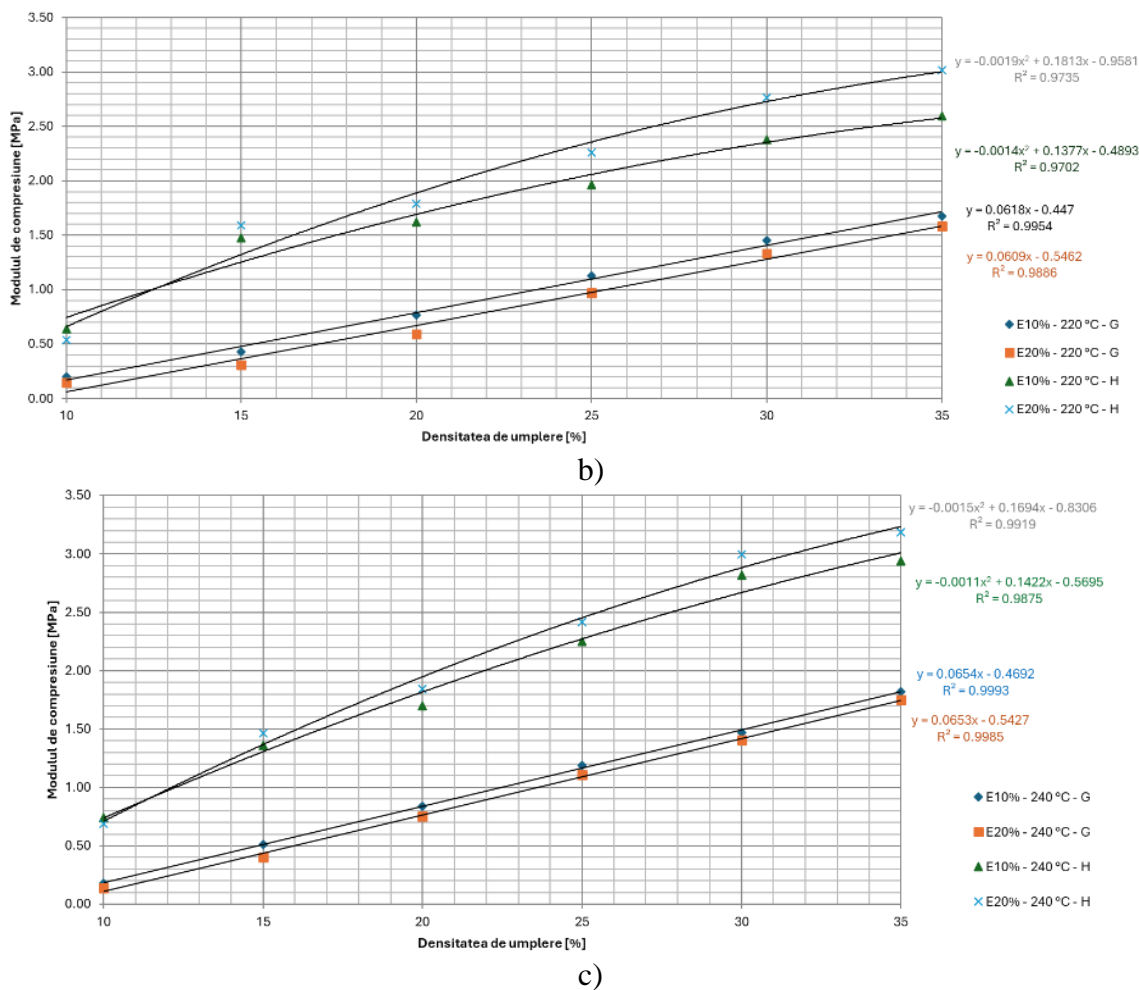 3.50
3.00
2.50
2.00
1.50
1.00
0.50
0.00
Modulul de compresiune [MPa]
10
15
20
25
30
35
Densitatea de umplere [%]
y = -0.0019x² + 0.1813x - 0.9581
R² = 0.9735
y = -0.0014x² + 0.1377x - 0.4893
R² = 0.9702
y = 0.0618x - 0.447
R² = 0.9954
y = 0.0609x - 0.5462
R² = 0.9886
E10% - 220 °C - G
E20% - 220 °C - G
E10% - 220 °C - H
E20% - 220 °C - H
b)
3.50
3.00
2.50
2.00
1.50
1.00
0.50
0.00
Modulul de compresiune [MPa]
10
15
20
25
30
35
Densitatea de umplere [%]
y = -0.0015x² + 0.1694x - 0.8306
R² = 0.9919
y = -0.0011x² + 0.1422x - 0.5695
R² = 0.9875
y = 0.0654x - 0.4692
R² = 0.9993
y = 0.0653x - 0.5427
R² = 0.9985
E10% - 240 °C - G
E20% - 240 °C - G
E10% - 240 °C - H
E20% - 240 °C - H
c)